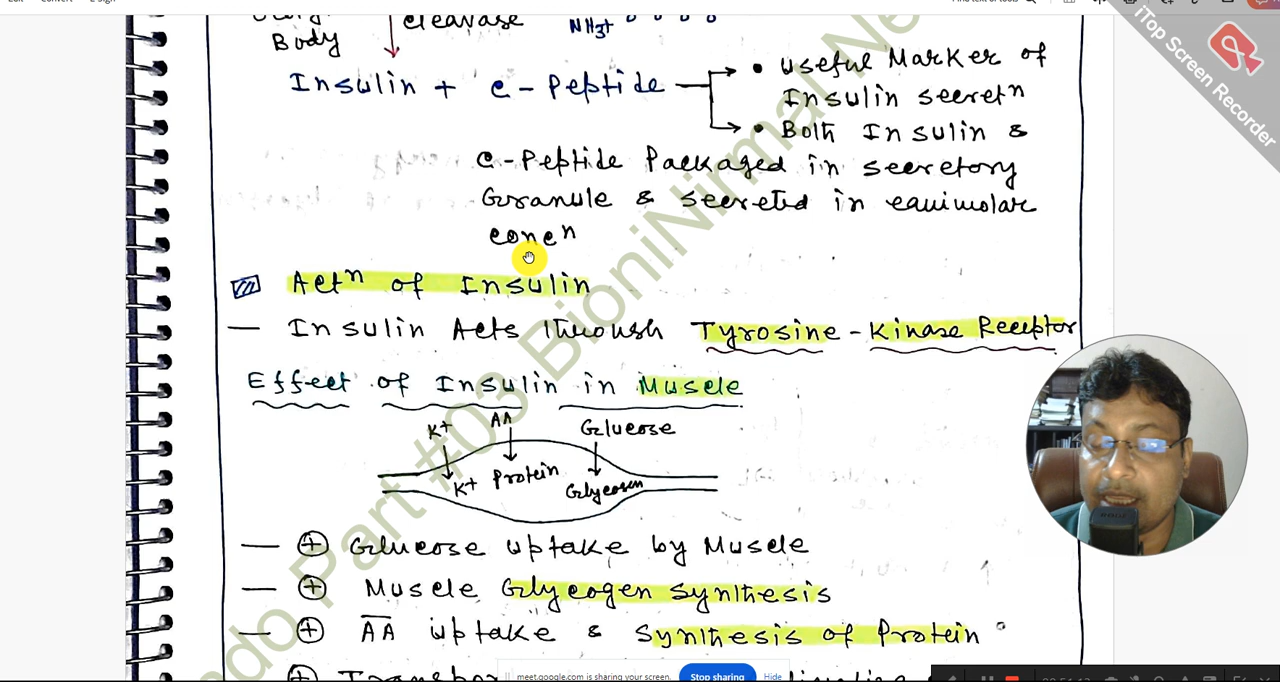 cleavase
NH3+
Body
Insulin + c-Peptide
• Useful Marker of
Insulin secretn
• Both Insulin &
c-Peptide Packaged in secretory
Granule & secreted in equimolar
concn
Actn of Insulin
— Insulin Acts through Tyrosine-Kinase Receptor
Effect of Insulin in Muscle
K+ AA Glucose
K+ Protein Glycogen
— ⊕ Glucose uptake by Muscle
— ⊕ Muscle Glycogen synthesis
— ⊕ AA uptake & synthesis of Protein
Part #03 BioniNirmal
iTop Screen Recorder
meet.google.com is sharing your screen. Stop sharing Hide